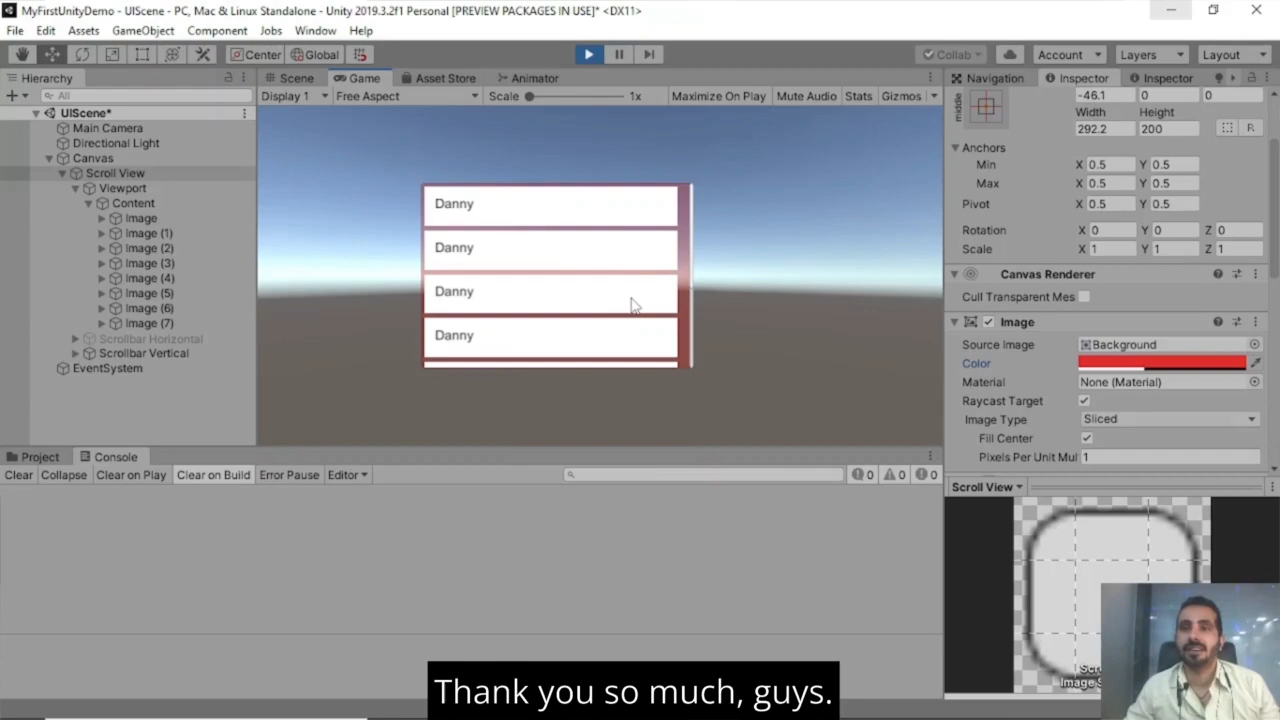 MyFirstUnityDemo - UIScene - PC, Mac & Linux Standalone - Unity 2019.3.2f1 Personal [PREVIEW PACKAGES IN USE]* <DX11>
File Edit Assets GameObject Component Jobs Window Help
Center Global Collab Account Layers Layout
Hierarchy Scene Game Asset Store Animator Navigation Inspector Inspector
All Display 1 Free Aspect Scale 1x Maximize On Play Mute Audio Stats Gizmos
UIScene*
Main Camera
Directional Light
Canvas
Scroll View
Viewport
Content
Image
Image (1)
Image (2)
Image (3)
Image (4)
Image (5)
Image (6)
Image (7)
Scrollbar Horizontal
Scrollbar Vertical
EventSystem
Danny
Danny
Danny
Danny
middle
-46.1 0 0
Width Height
292.2 200 R
Anchors
Min X 0.5 Y 0.5
Max X 0.5 Y 0.5
Pivot X 0.5 Y 0.5
Rotation X 0 Y 0 Z 0
Scale X 1 Y 1 Z 1
Canvas Renderer
Cull Transparent Mes
Image
Source Image Background
Color
Material None (Material)
Raycast Target
Image Type Sliced
Fill Center
Pixels Per Unit Mul 1
Project Console
Clear Collapse Clear on Play Clear on Build Error Pause Editor 0 0 0
Scroll View
Image S
Thank you so much, guys.